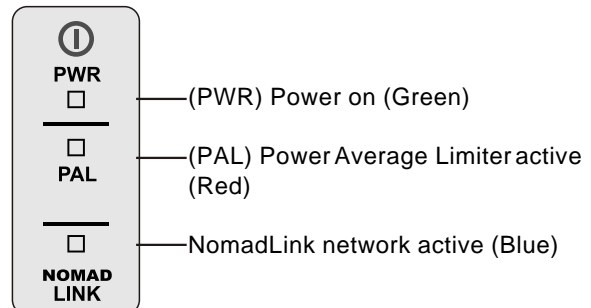 PWR
(PWR) Power on (Green)
(PAL) Power Average Limiter active
(Red)
PAL
NomadLink network active (Blue)
NOMAD
LINK